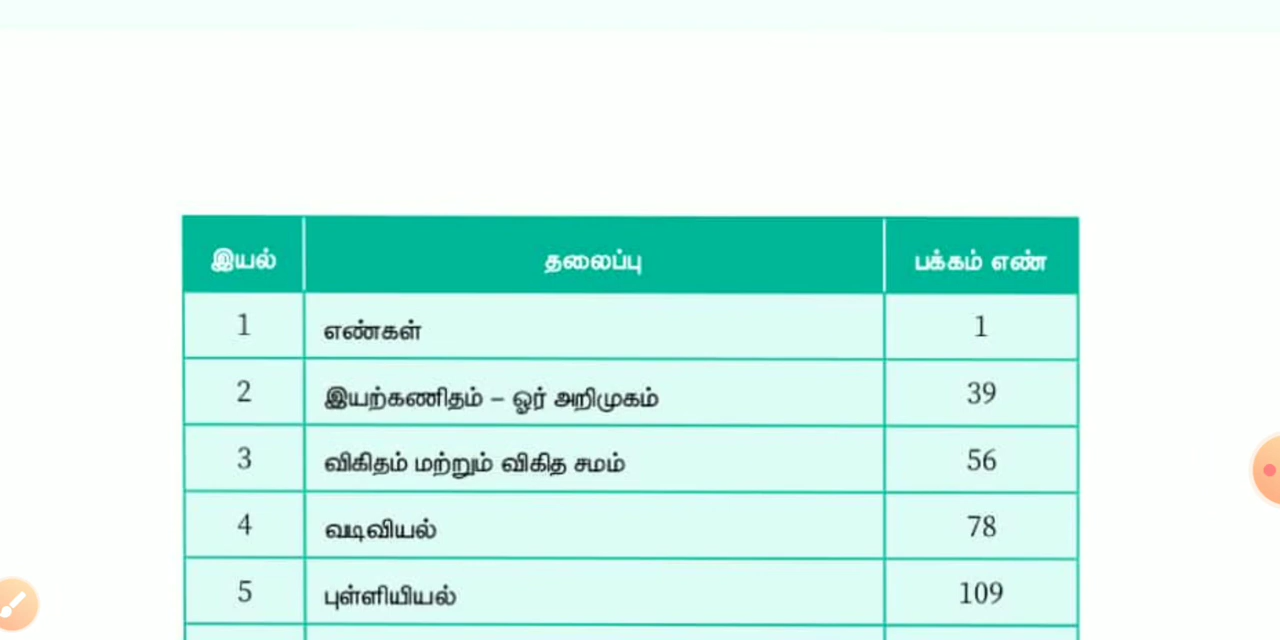 இயல் தலைப்பு பக்கம் எண்
1 எண்கள் 1
2 இயற்கணிதம் – ஓர் அறிமுகம் 39
3 விகிதம் மற்றும் விகித சமம் 56
4 வடிவியல் 78
5 புள்ளியியல் 109